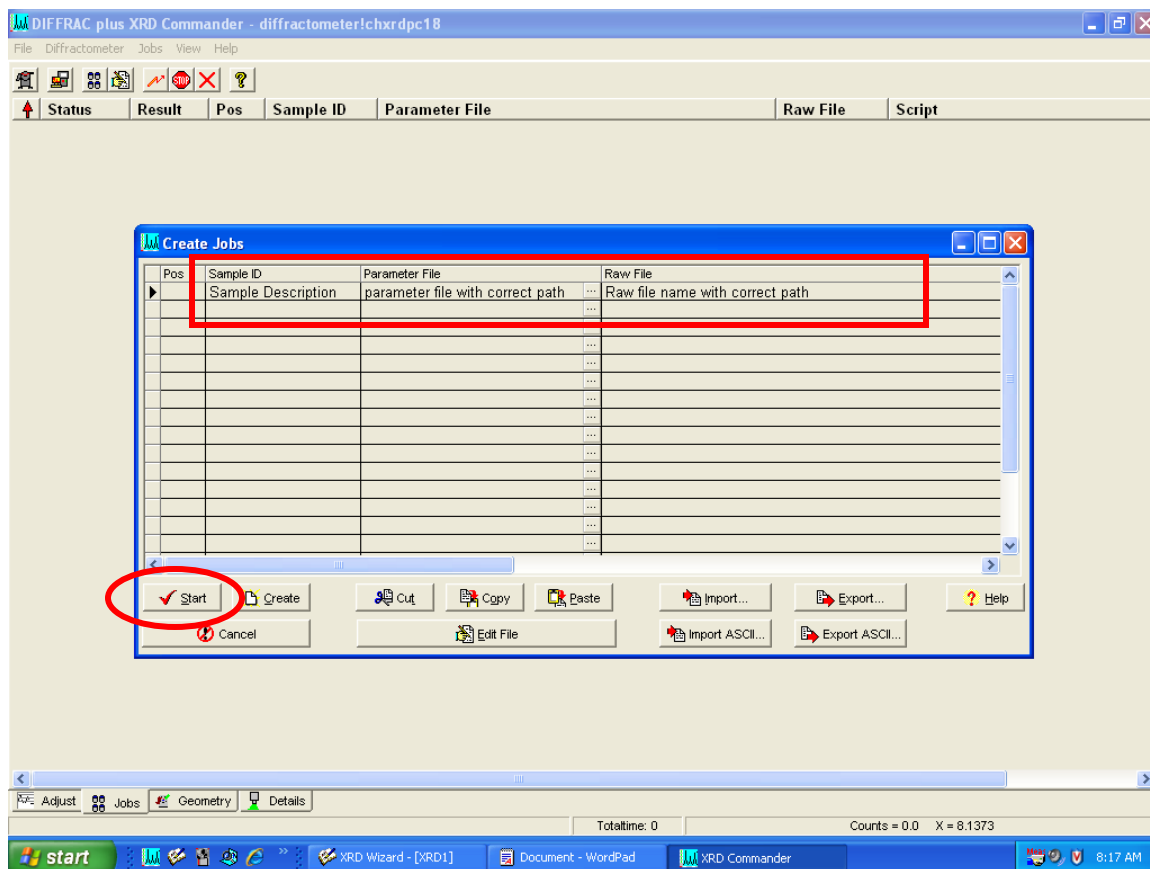 DIFFRAC plus XRD Commander - diffractometer!chxrdpc18
File Diffractometer Jobs View Help
STOP
Status Result Pos Sample ID Parameter File Raw File Script
Create Jobs
Pos Sample ID Parameter File Raw File
Sample Description parameter file with correct path ... Raw file name with correct path
...
...
...
...
...
...
...
...
...
...
...
...
...
...
Start Create Cut Copy Paste Import... Export... Help
Cancel Edit File Import ASCII... Export ASCII...
Adjust Jobs Geometry Details
Totaltime: 0 Counts = 0.0 X = 8.1373
start XRD Wizard - [XRD1] Document - WordPad XRD Commander 8:17 AM